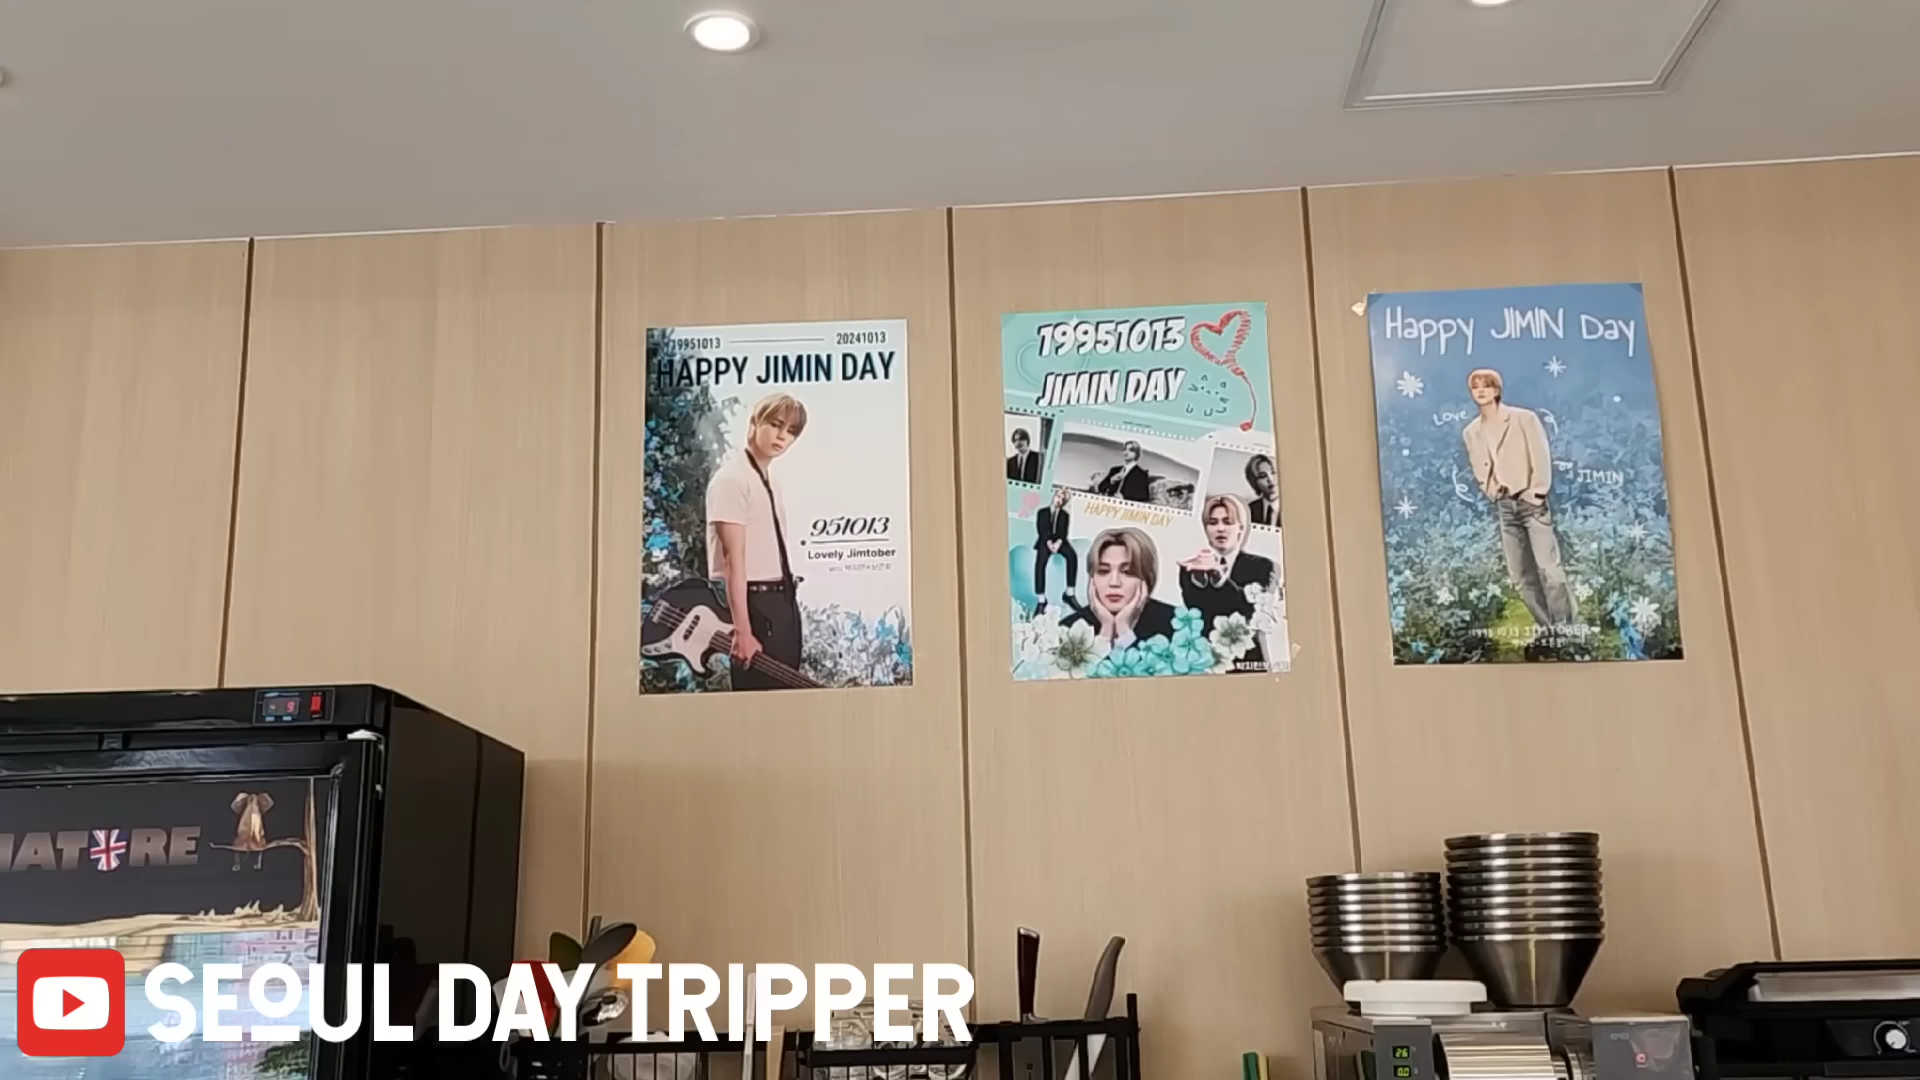 19951013 20241013
HAPPY JIMIN DAY
951013
Lovely Jimtober
19951013
JIMIN DAY
HAPPY JIMIN DAY
Happy JIMIN Day
Love
JIMIN
SEOUL DAY TRIPPER